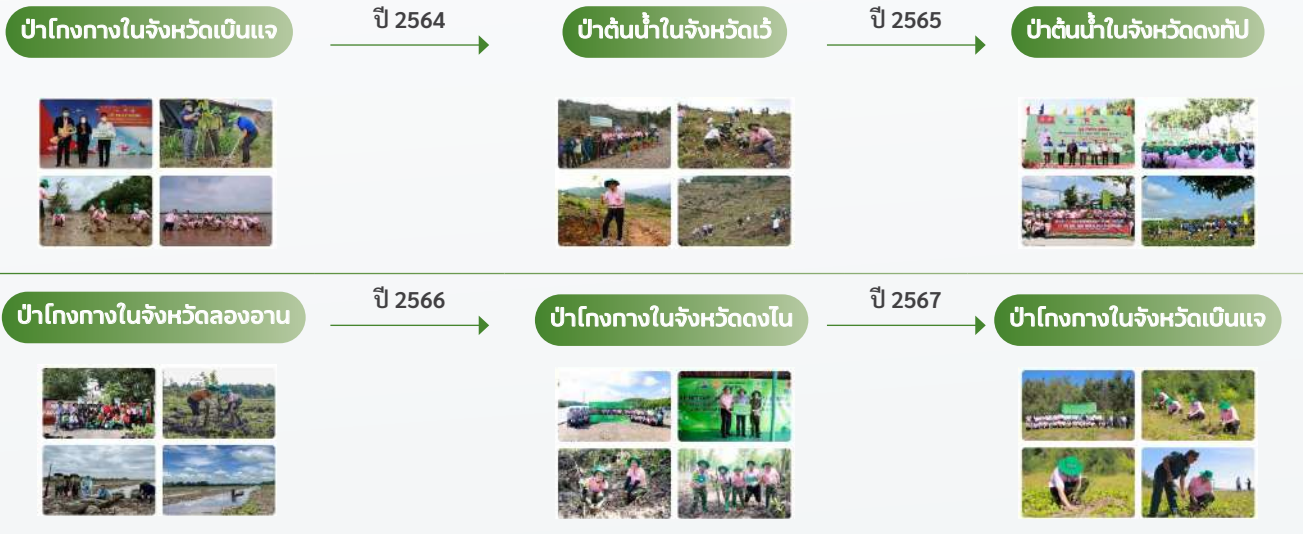 ป่าโกงกางในจังหวัดเบ๊นแจ
ปี 2564
ป่าต้นน้ำในจังหวัดเว้
ปี 2565
ป่าต้นน้ำในจังหวัดดงทัป
ป่าโกงกางในจังหวัดลองอาน
ปี 2566
ป่าโกงกางในจังหวัดดงไน
ปี 2567
ป่าโกงกางในจังหวัดเบ๊นแจ